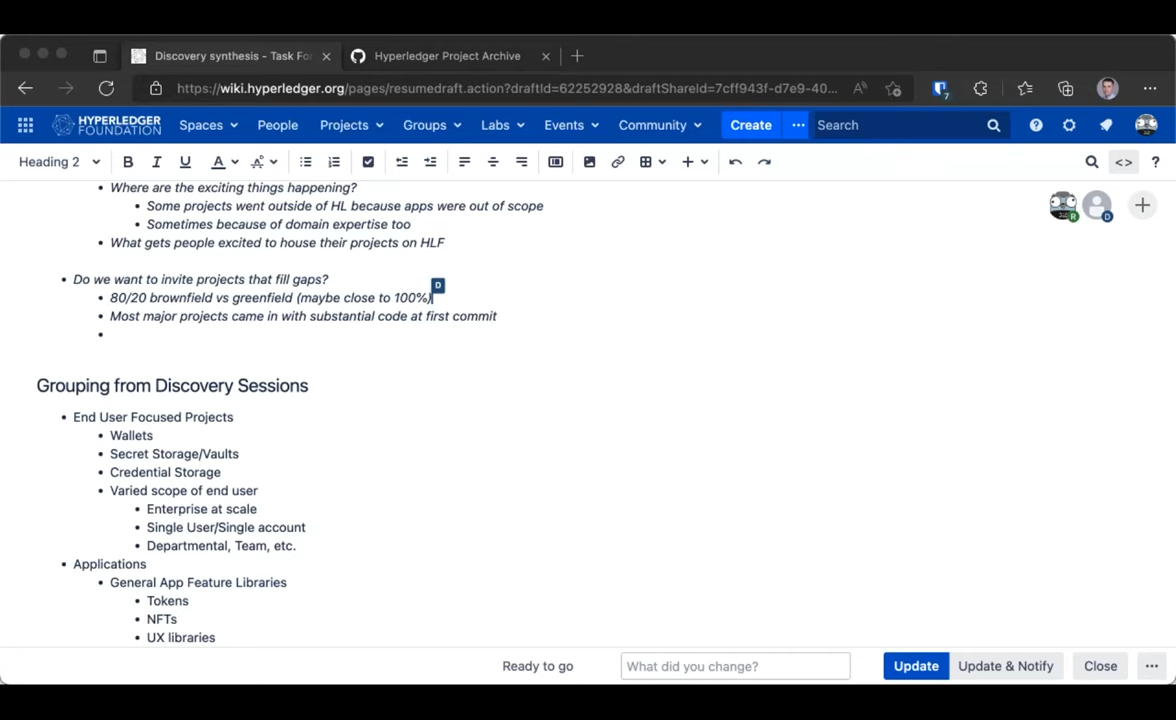 Discovery synthesis - Task Fo
Hyperledger Project Archive
https://wiki.hyperledger.org/pages/resumedraft.action?draftId=62252928&draftShareId=7cff943f-d7e9-40...
7
HYPERLEDGER
FOUNDATION
Spaces People Projects Groups Labs Events Community Create ... Search
Heading 2 B I U A
Where are the exciting things happening?
Some projects went outside of HL because apps were out of scope
Sometimes because of domain expertise too
What gets people excited to house their projects on HLF
R D
Do we want to invite projects that fill gaps?
D
80/20 brownfield vs greenfield (maybe close to 100%)
Most major projects came in with substantial code at first commit
Grouping from Discovery Sessions
End User Focused Projects
Wallets
Secret Storage/Vaults
Credential Storage
Varied scope of end user
Enterprise at scale
Single User/Single account
Departmental, Team, etc.
Applications
General App Feature Libraries
Tokens
NFTs
UX libraries
Ready to go What did you change? Update Update & Notify Close ...